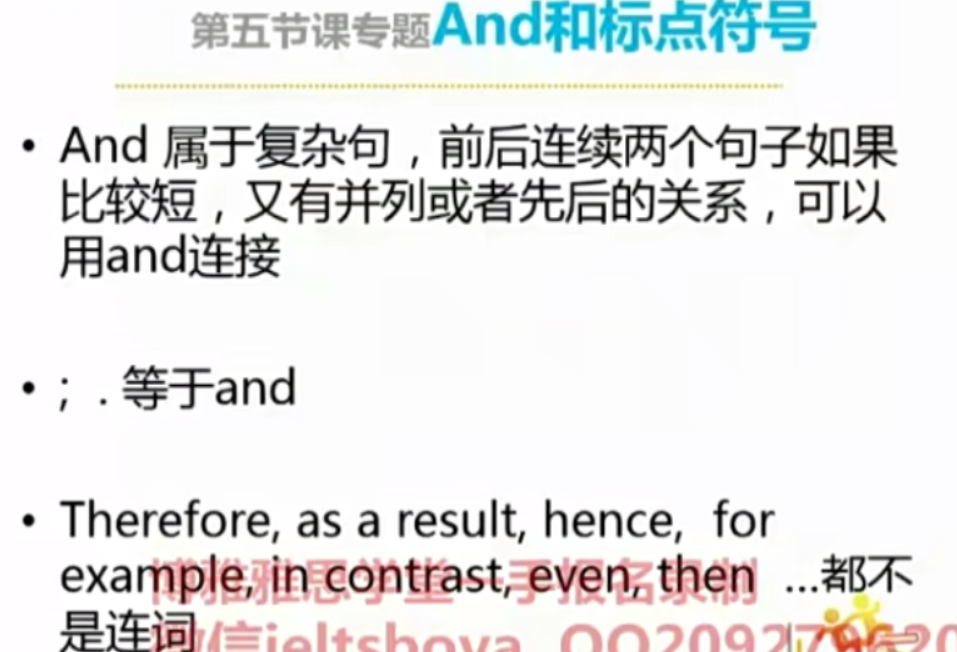 第五节课专题And和标点符号
• And 属于复杂句，前后连续两个句子如果
比较短，又有并列或者先后的关系，可以
用and连接
• ；. 等于and
• Therefore, as a result, hence, for
example, in contrast, even, then …都不
博雅雅思学堂一手报名录制
是连词
微信ieltsboya QQ209279620